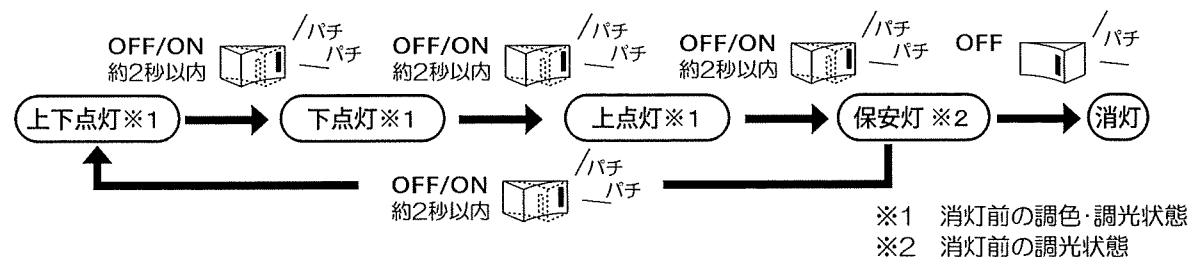 OFF/ON 約2秒以内 パチ パチ
OFF/ON 約2秒以内 パチ パチ
OFF/ON 約2秒以内 パチ パチ
OFF パチ
上下点灯※1
下点灯※1
上点灯※1
保安灯 ※2
消灯
OFF/ON 約2秒以内 パチ パチ
※1 消灯前の調色・調光状態
※2 消灯前の調光状態